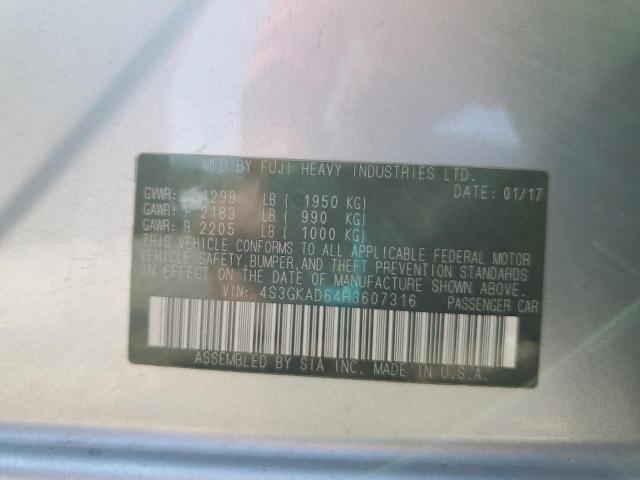 MFD BY FUJI HEAVY INDUSTRIES LTD.
DATE: 01/17
GVWR: 4299 LB ( 1950 KG)
GAWR: F 2183 LB ( 990 KG)
GAWR: R 2205 LB ( 1000 KG)
THIS VEHICLE CONFORMS TO ALL APPLICABLE FEDERAL MOTOR
VEHICLE SAFETY,BUMPER,AND THEFT PREVENTION STANDARDS
IN EFFECT ON THE DATE OF MANUFACTURE SHOWN ABOVE.
VIN: 4S3GKAD64H3607316 PASSENGER CAR
ASSEMBLED BY SIA INC. MADE IN U.S.A.